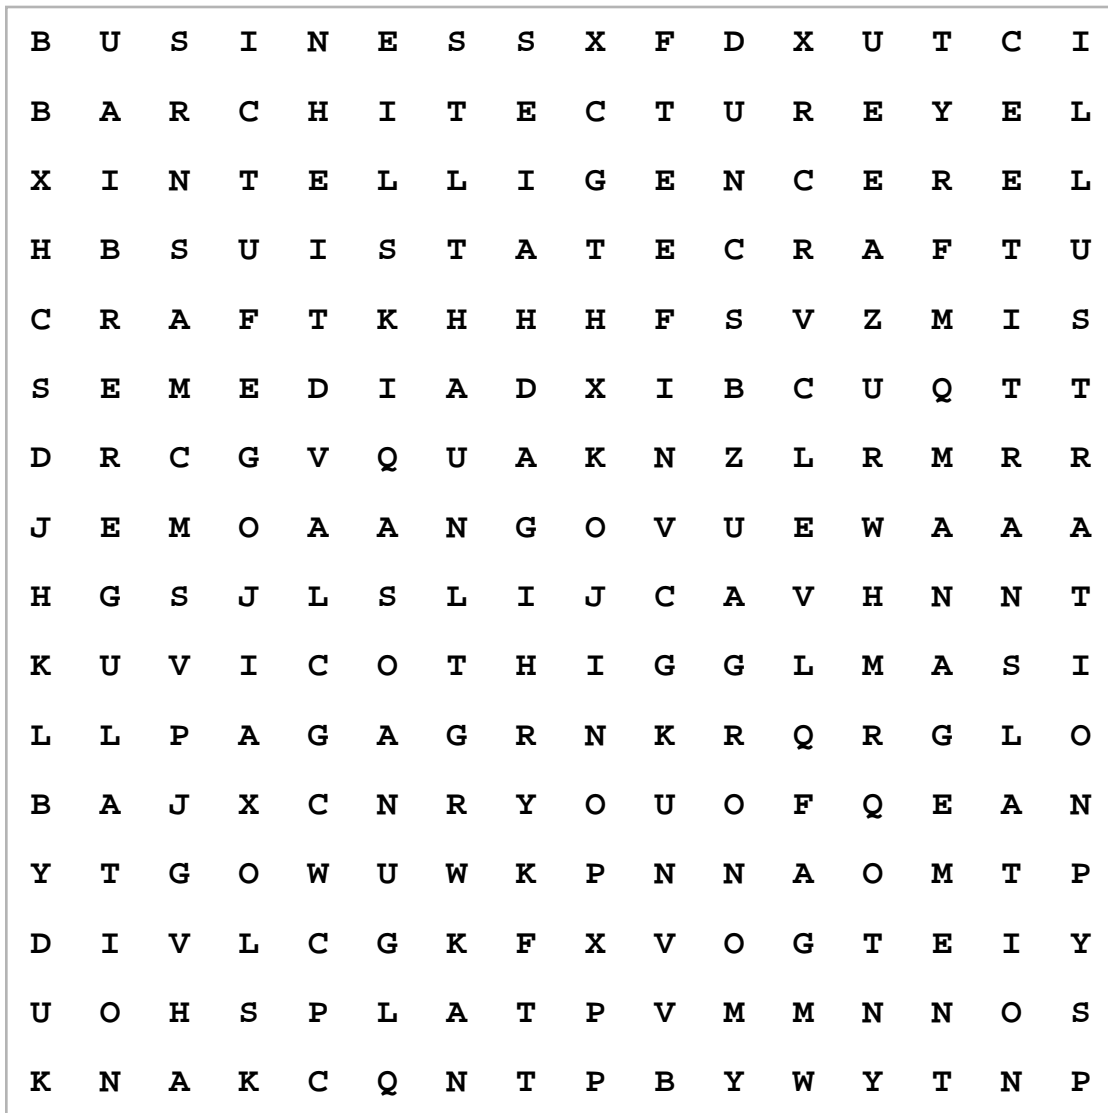 B U S I N E S S X F D X U T C I
B A R C H I T E C T U R E Y E L
X I N T E L L I G E N C E R E L
H B S U I S T A T E C R A F T U
C R A F T K H H H F S V Z M I S
S E M E D I A D X I B C U Q T T
D R C G V Q U A K N Z L R M R R
J E M O A A N G O V U E W A A A
H G S J L S L I J C A V H N N T
K U V I C O T H I G G L M A S I
L L P A G A G R N K R Q R G L O
B A J X C N R Y O U O F Q E A N
Y T G O W U W K P N N A O M T P
D I V L C G K F X V O G T E I Y
U O H S P L A T P V M M N N O S
K N A K C Q N T P B Y W Y T N P